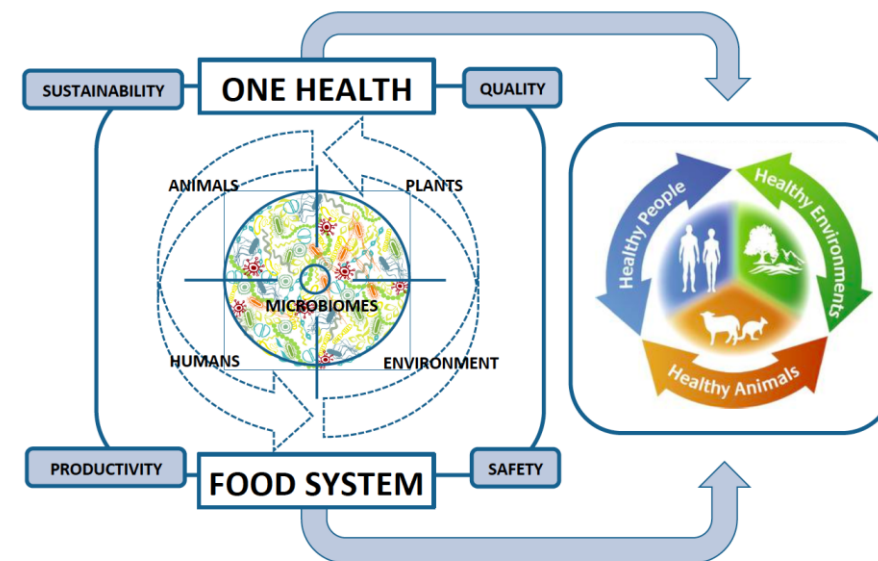 ONE HEALTH
SUSTAINABILITY
QUALITY
ANIMALS
PLANTS
MICROBIOMES
HUMANS
ENVIRONMENT
PRODUCTIVITY
SAFETY
FOOD SYSTEM
Healthy People
Healthy Environments
Healthy Animals